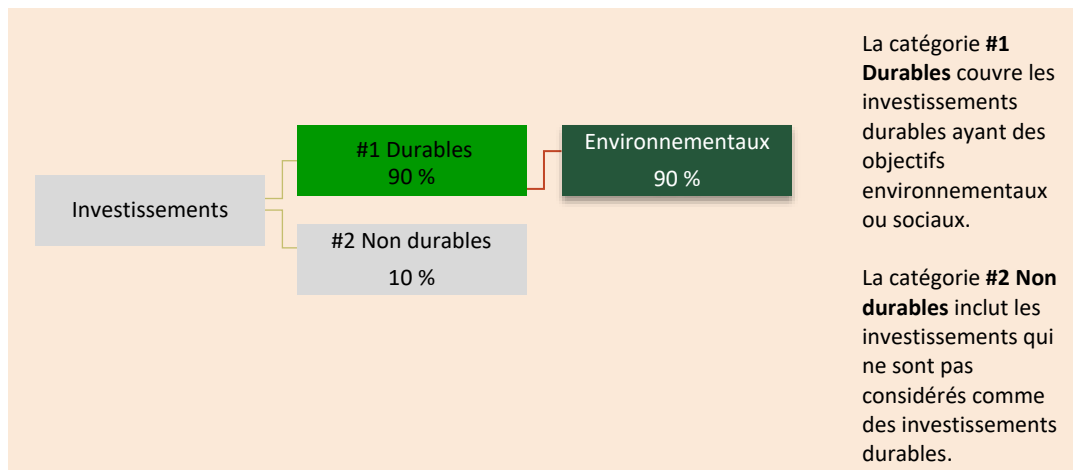 Investissements
#1 Durables
90 %
Environnementaux
90 %
#2 Non durables
10 %
La catégorie #1
Durables couvre les
investissements
durables ayant des
objectifs
environnementaux
ou sociaux.
La catégorie #2 Non
durables inclut les
investissements qui
ne sont pas
considérés comme
des investissements
durables.